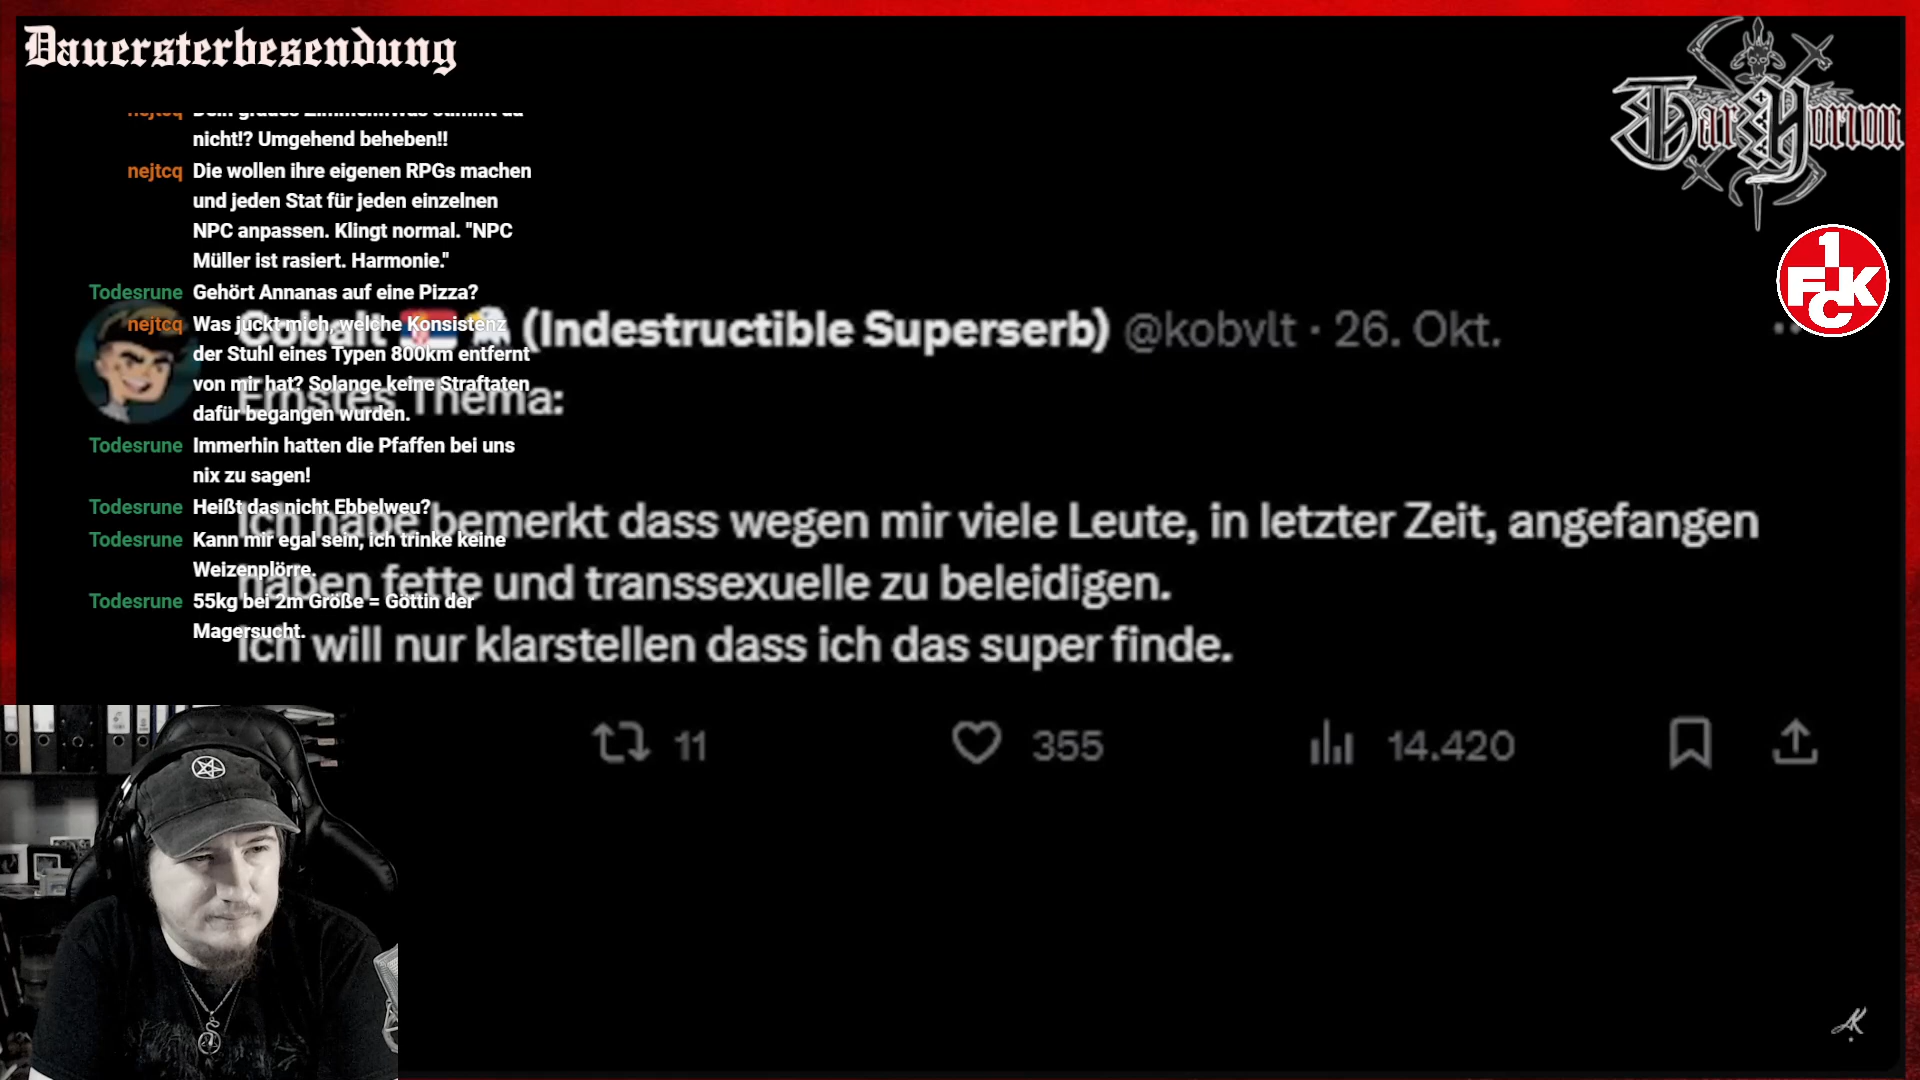 Dauersterbesendung
TarYorion
nicht!? Umgehend beheben!!
nejtcq Die wollen ihre eigenen RPGs machen
und jeden Stat für jeden einzelnen
NPC anpassen. Klingt normal. "NPC
Müller ist rasiert. Harmonie."
Todesrune Gehört Annanas auf eine Pizza?
nejtcq Was juckt mich, welche Konsistenz
der Stuhl eines Typen 800km entfernt
von mir hat? Solange keine Straftaten
dafür begangen wurden.
Todesrune Immerhin hatten die Pfaffen bei uns
nix zu sagen!
Todesrune Heißt das nicht Ebbelweu?
Todesrune Kann mir egal sein, ich trinke keine
Weizenplörre.
Todesrune 55kg bei 2m Größe = Göttin der
Magersucht.
1
FCK
Cobalt (Indestructible Superserb) @kobvlt · 26. Okt.
Ernstes Thema:
Ich habe bemerkt dass wegen mir viele Leute, in letzter Zeit, angefangen
haben fette und transsexuelle zu beleidigen.
Ich will nur klarstellen dass ich das super finde.
11 355 14.420